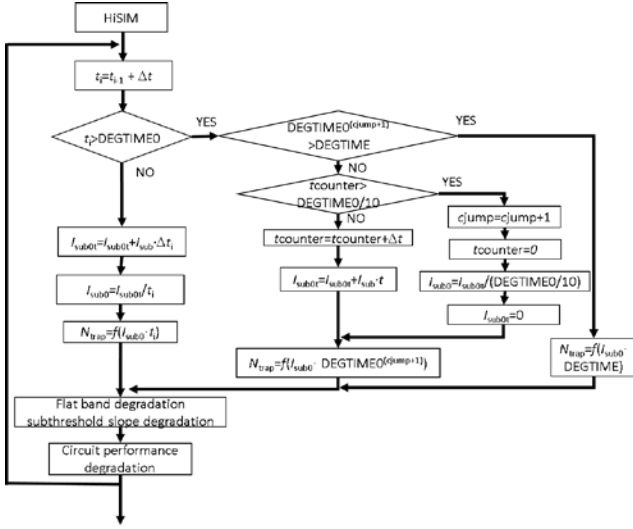 HiSIM
tᵢ=tᵢ₋₁ + Δt
tᵢ>DEGTIME0
YES
NO
DEGTIME0⁽ᶜʲᵘᵐᵖ⁺¹⁾
>DEGTIME
YES
NO
tcounter>
DEGTIME0/10
YES
NO
Isub0t=Isub0t+Isub·Δtᵢ
Isub0=Isub0t/tᵢ
Ntrap=f(Isub0·tᵢ)
tcounter=tcounter+Δt
Isub0t=Isub0t+Isub·t
cjump=cjump+1
tcounter=0
Isub0=Isub0t/(DEGTIME0/10)
Isub0t=0
Ntrap=f(Isub0· DEGTIME0⁽ᶜʲᵘᵐᵖ⁺¹⁾)
Ntrap=f(Isub0·
DEGTIME)
Flat band degradation
subthreshold slope degradation
Circuit performance
degradation